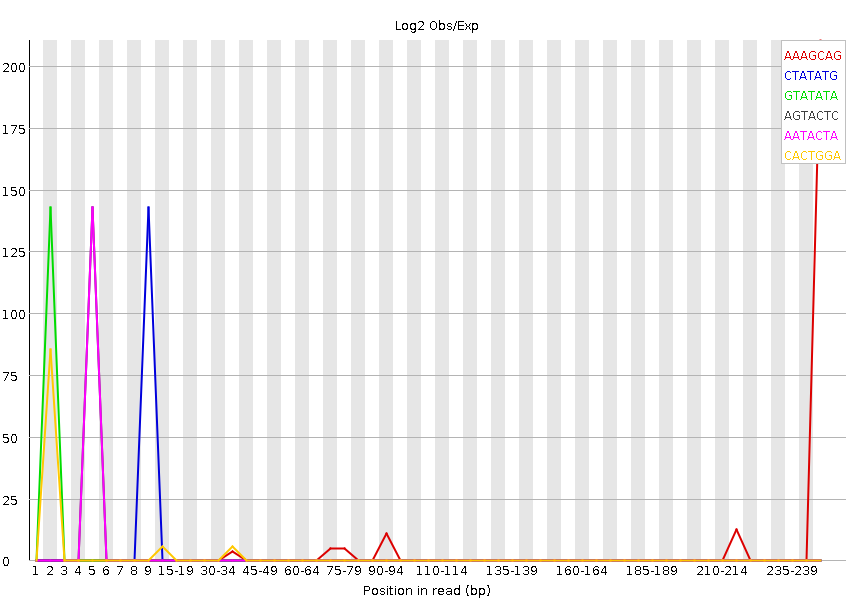 Log2 Obs/Exp
200
175
150
125
100
75
50
25
0
AAAGCAG
CTATATG
GTATATA
AGTACTC
AATACTA
CACTGGA
1 2 3 4 5 6 7 8 9 15-19 30-34 45-49 60-64 75-79 90-94 110-114 135-139 160-164 185-189 210-214 235-239
Position in read (bp)